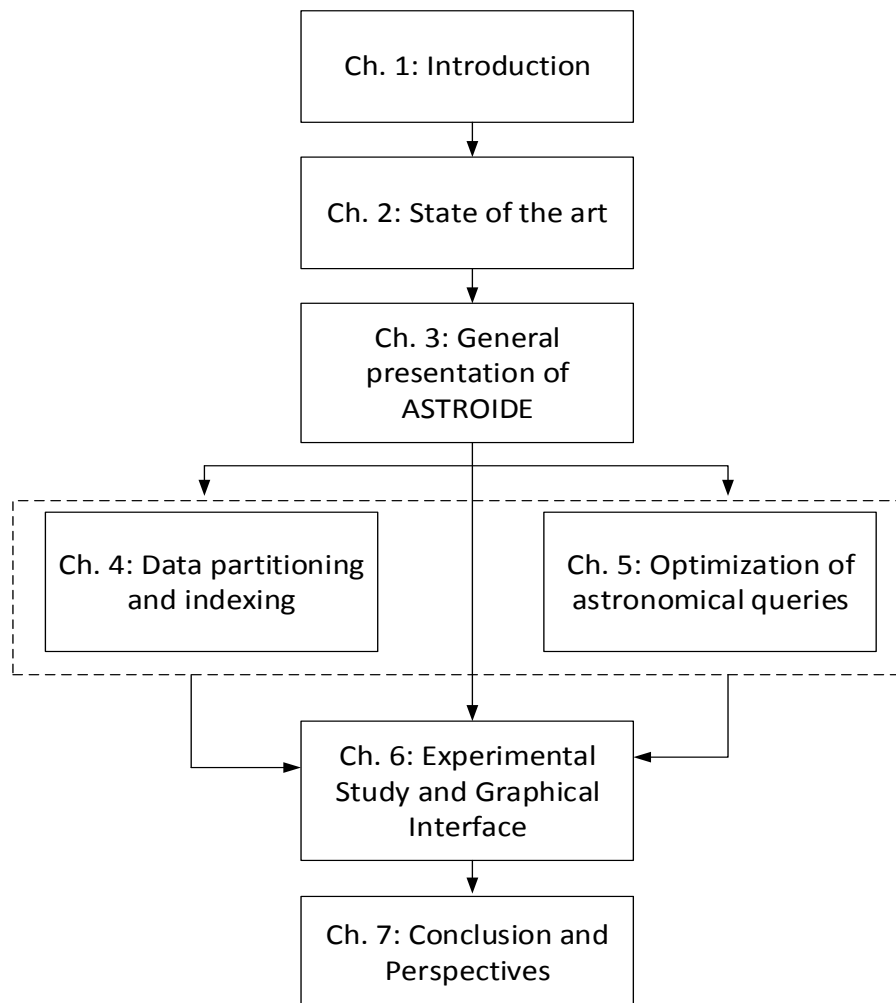 Ch. 1: Introduction
Ch. 2: State of the art
Ch. 3: General
presentation of
ASTROIDE
Ch. 4: Data partitioning
and indexing
Ch. 5: Optimization of
astronomical queries
Ch. 6: Experimental
Study and Graphical
Interface
Ch. 7: Conclusion and
Perspectives